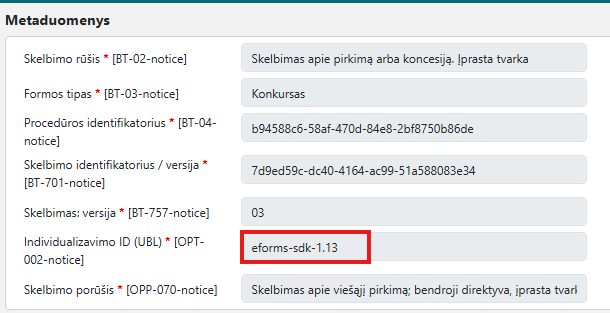 Metaduomenys
Skelbimo rūšis * [BT-02-notice]
Skelbimas apie pirkimą arba koncesiją. Įprasta tvarka
Formos tipas * [BT-03-notice]
Konkursas
Procedūros identifikatorius * [BT-04-
notice]
b94588c6-58af-470d-84e8-2bf8750b86de
Skelbimo identifikatorius / versija *
[BT-701-notice]
7d9ed59c-dc40-4164-ac99-51a588083e34
Skelbimas: versija * [BT-757-notice]
03
Individualizavimo ID (UBL) * [OPT-
002-notice]
eforms-sdk-1.13
Skelbimo porūšis * [OPP-070-notice]
Skelbimas apie viešąjį pirkimą; bendroji direktyva, įprasta tvark